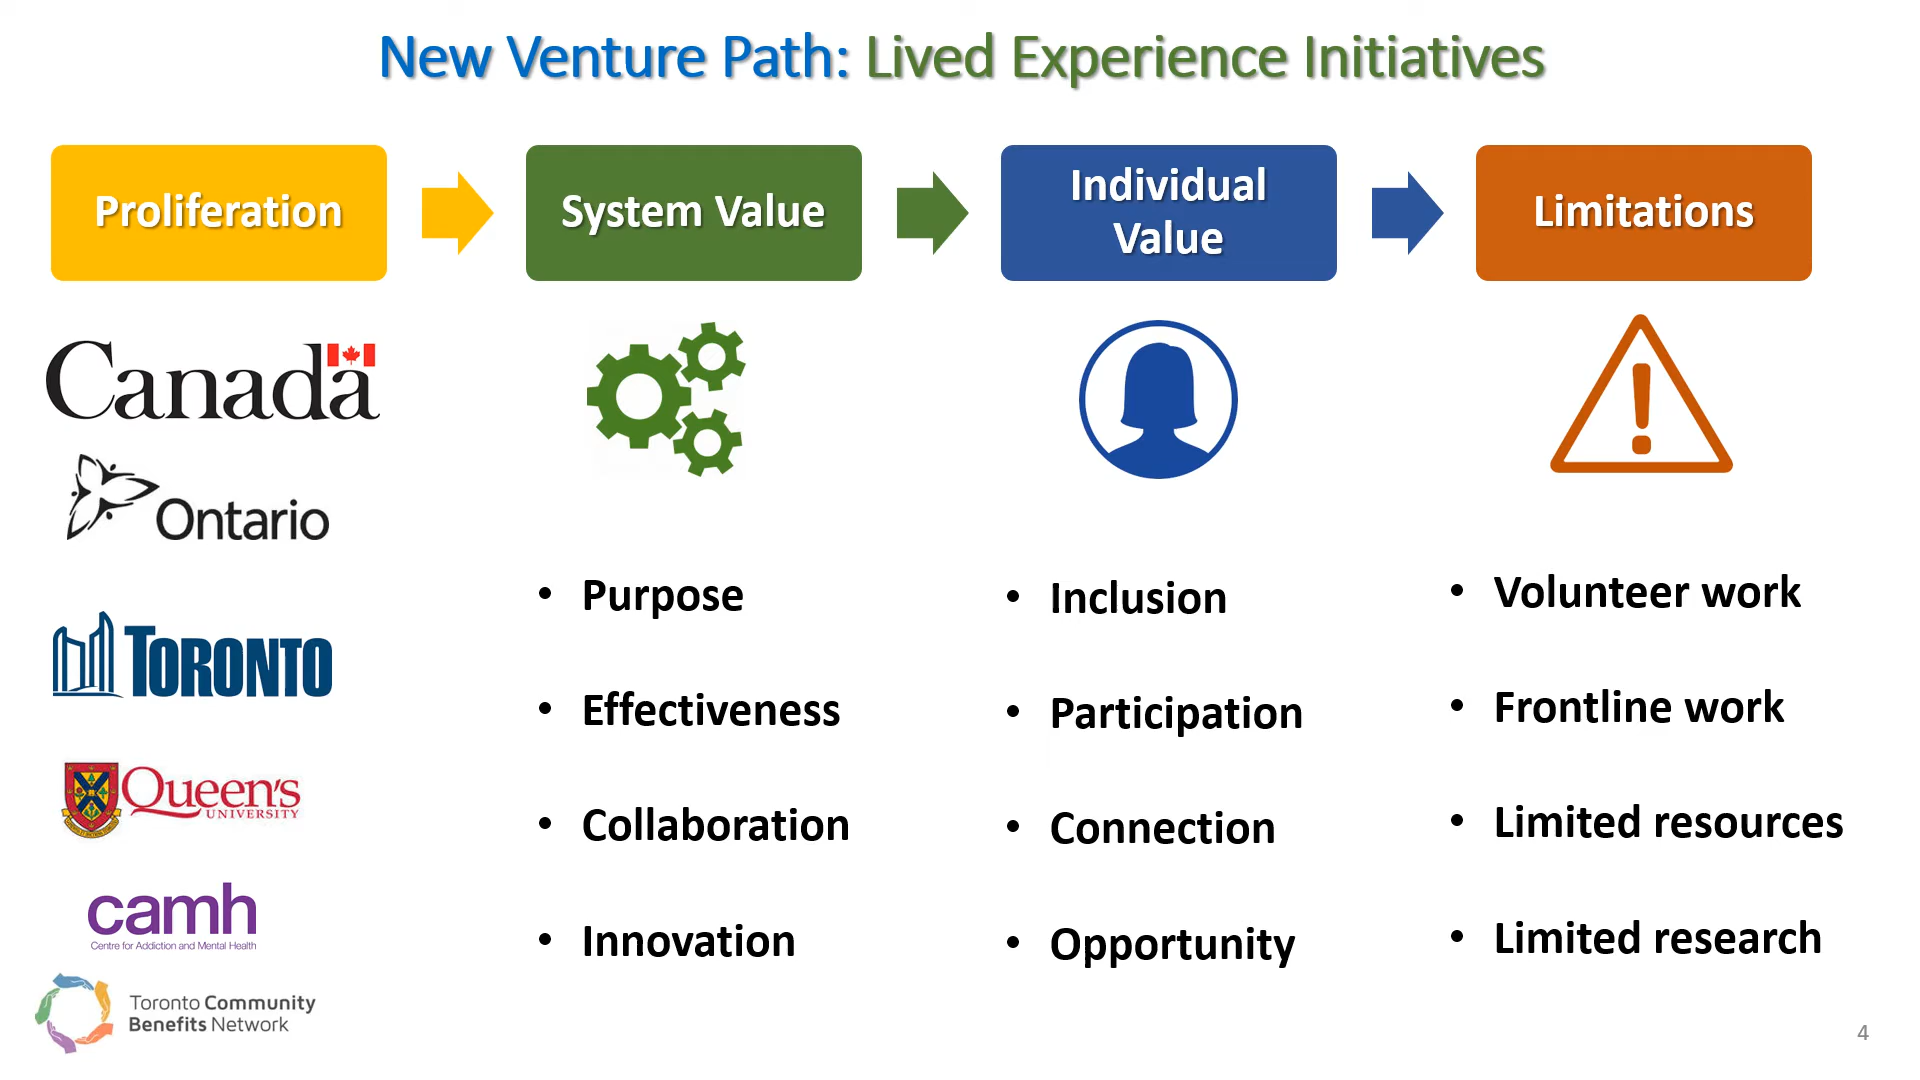 New Venture Path: Lived Experience Initiatives
Proliferation
System Value
Individual
Value
Limitations
Canada
Ontario
TORONTO
Queen's
UNIVERSITY
camh
Centre for Addiction and Mental Health
Toronto Community
Benefits Network
• Purpose
• Effectiveness
• Collaboration
• Innovation
• Inclusion
• Participation
• Connection
• Opportunity
• Volunteer work
• Frontline work
• Limited resources
• Limited research
4